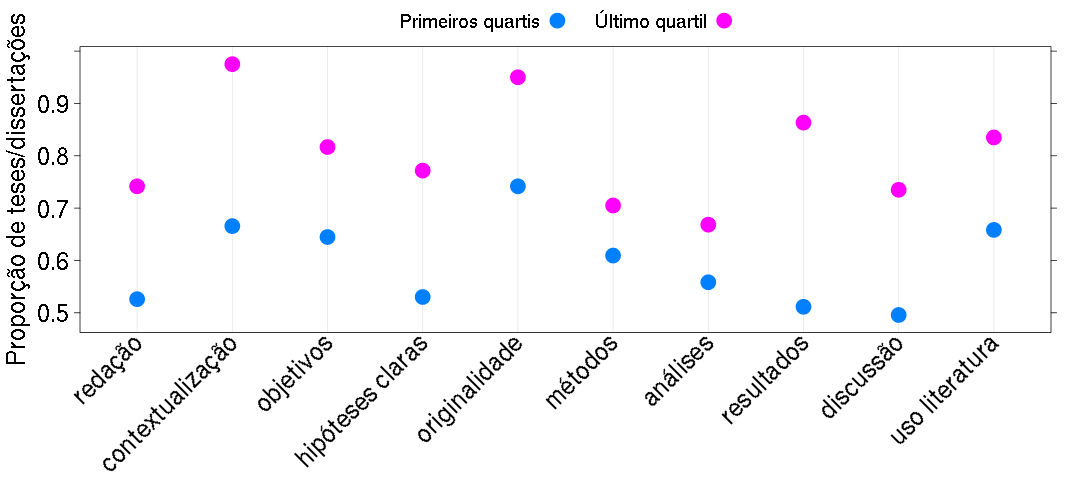 Primeiros quartis
Último quartil
Proporção de teses/dissertações
0.9
0.8
0.7
0.6
0.5
redação
contextualização
objetivos
hipóteses claras
originalidade
métodos
análises
resultados
discussão
uso literatura